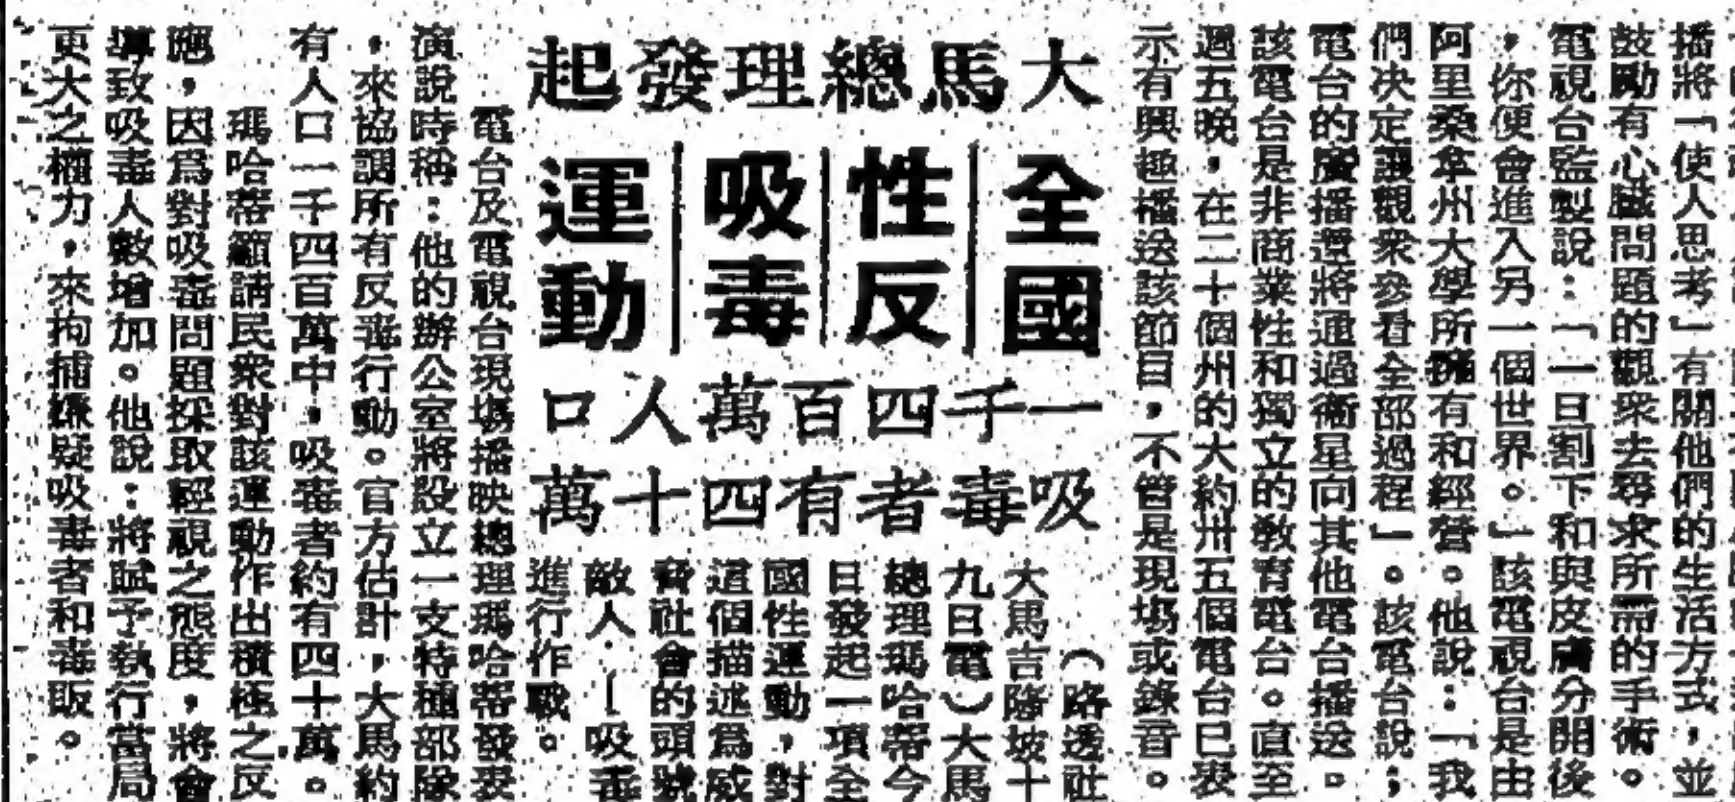 播將「使人思考」有關他們的生活方式，並
鼓勵有心臟問題的觀衆去尋求所需的手術。
電視台監製說：「一旦割下和與皮膚分開後
，你便會進入另一個世界。」該電視台是由
阿里桑拿州大學所擁有和經營。他說：「我
們决定讓觀衆參看全部過程」。該電台說；
電台的廣播還將通過衞星向其他電台播送。
該電台是非商業性和獨立的敎育電台。直至
週五晚，在二十個州的大約卅五個電台已表
示有興趣播送該節目，不管是現場或錄音。
大馬總理發起
全國
性反
吸毒
運動
一千四百萬人口
吸毒者有四十萬
（路透社
大馬吉隆坡十
九日電）大馬
總理瑪哈蒂今
日發起一項全
國性運動，對
這個描述爲威
脅社會的頭號
敵人·—吸毒
進行作戰。
電台及電視台現場播映總理瑪哈蒂發表
演說時稱：他的辦公室將設立一支特種部隊
，來協調所有反毒行動。官方估計，大馬約
有人口一千四百萬中，吸毒者約有四十萬。
瑪哈蒂籲請民衆對該運動作出積極之反
應，因爲對吸毒問題採取輕視之態度，將會
導致吸毒人數增加。他說：將賦予執行當局
更大之權力，來拘捕嫌疑吸毒者和毒販。